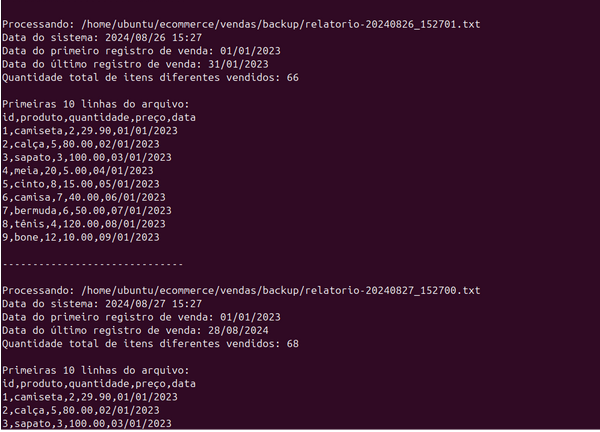 Processando: /home/ubuntu/ecommerce/vendas/backup/relatorio-20240826_152701.txt
Data do sistema: 2024/08/26 15:27
Data do primeiro registro de venda: 01/01/2023
Data do último registro de venda: 31/01/2023
Quantidade total de itens diferentes vendidos: 66
Primeiras 10 linhas do arquivo:
id,produto,quantidade,preço,data
1,camiseta,2,29.90,01/01/2023
2,calça,5,80.00,02/01/2023
3,sapato,3,100.00,03/01/2023
4,meia,20,5.00,04/01/2023
5,cinto,8,15.00,05/01/2023
6,camisa,7,40.00,06/01/2023
7,bermuda,6,50.00,07/01/2023
8,tênis,4,120.00,08/01/2023
9,bone,12,10.00,09/01/2023
------------------------------
Processando: /home/ubuntu/ecommerce/vendas/backup/relatorio-20240827_152700.txt
Data do sistema: 2024/08/27 15:27
Data do primeiro registro de venda: 01/01/2023
Data do último registro de venda: 28/08/2024
Quantidade total de itens diferentes vendidos: 68
Primeiras 10 linhas do arquivo:
id,produto,quantidade,preço,data
1,camiseta,2,29.90,01/01/2023
2,calça,5,80.00,02/01/2023
3,sapato,3,100.00,03/01/2023